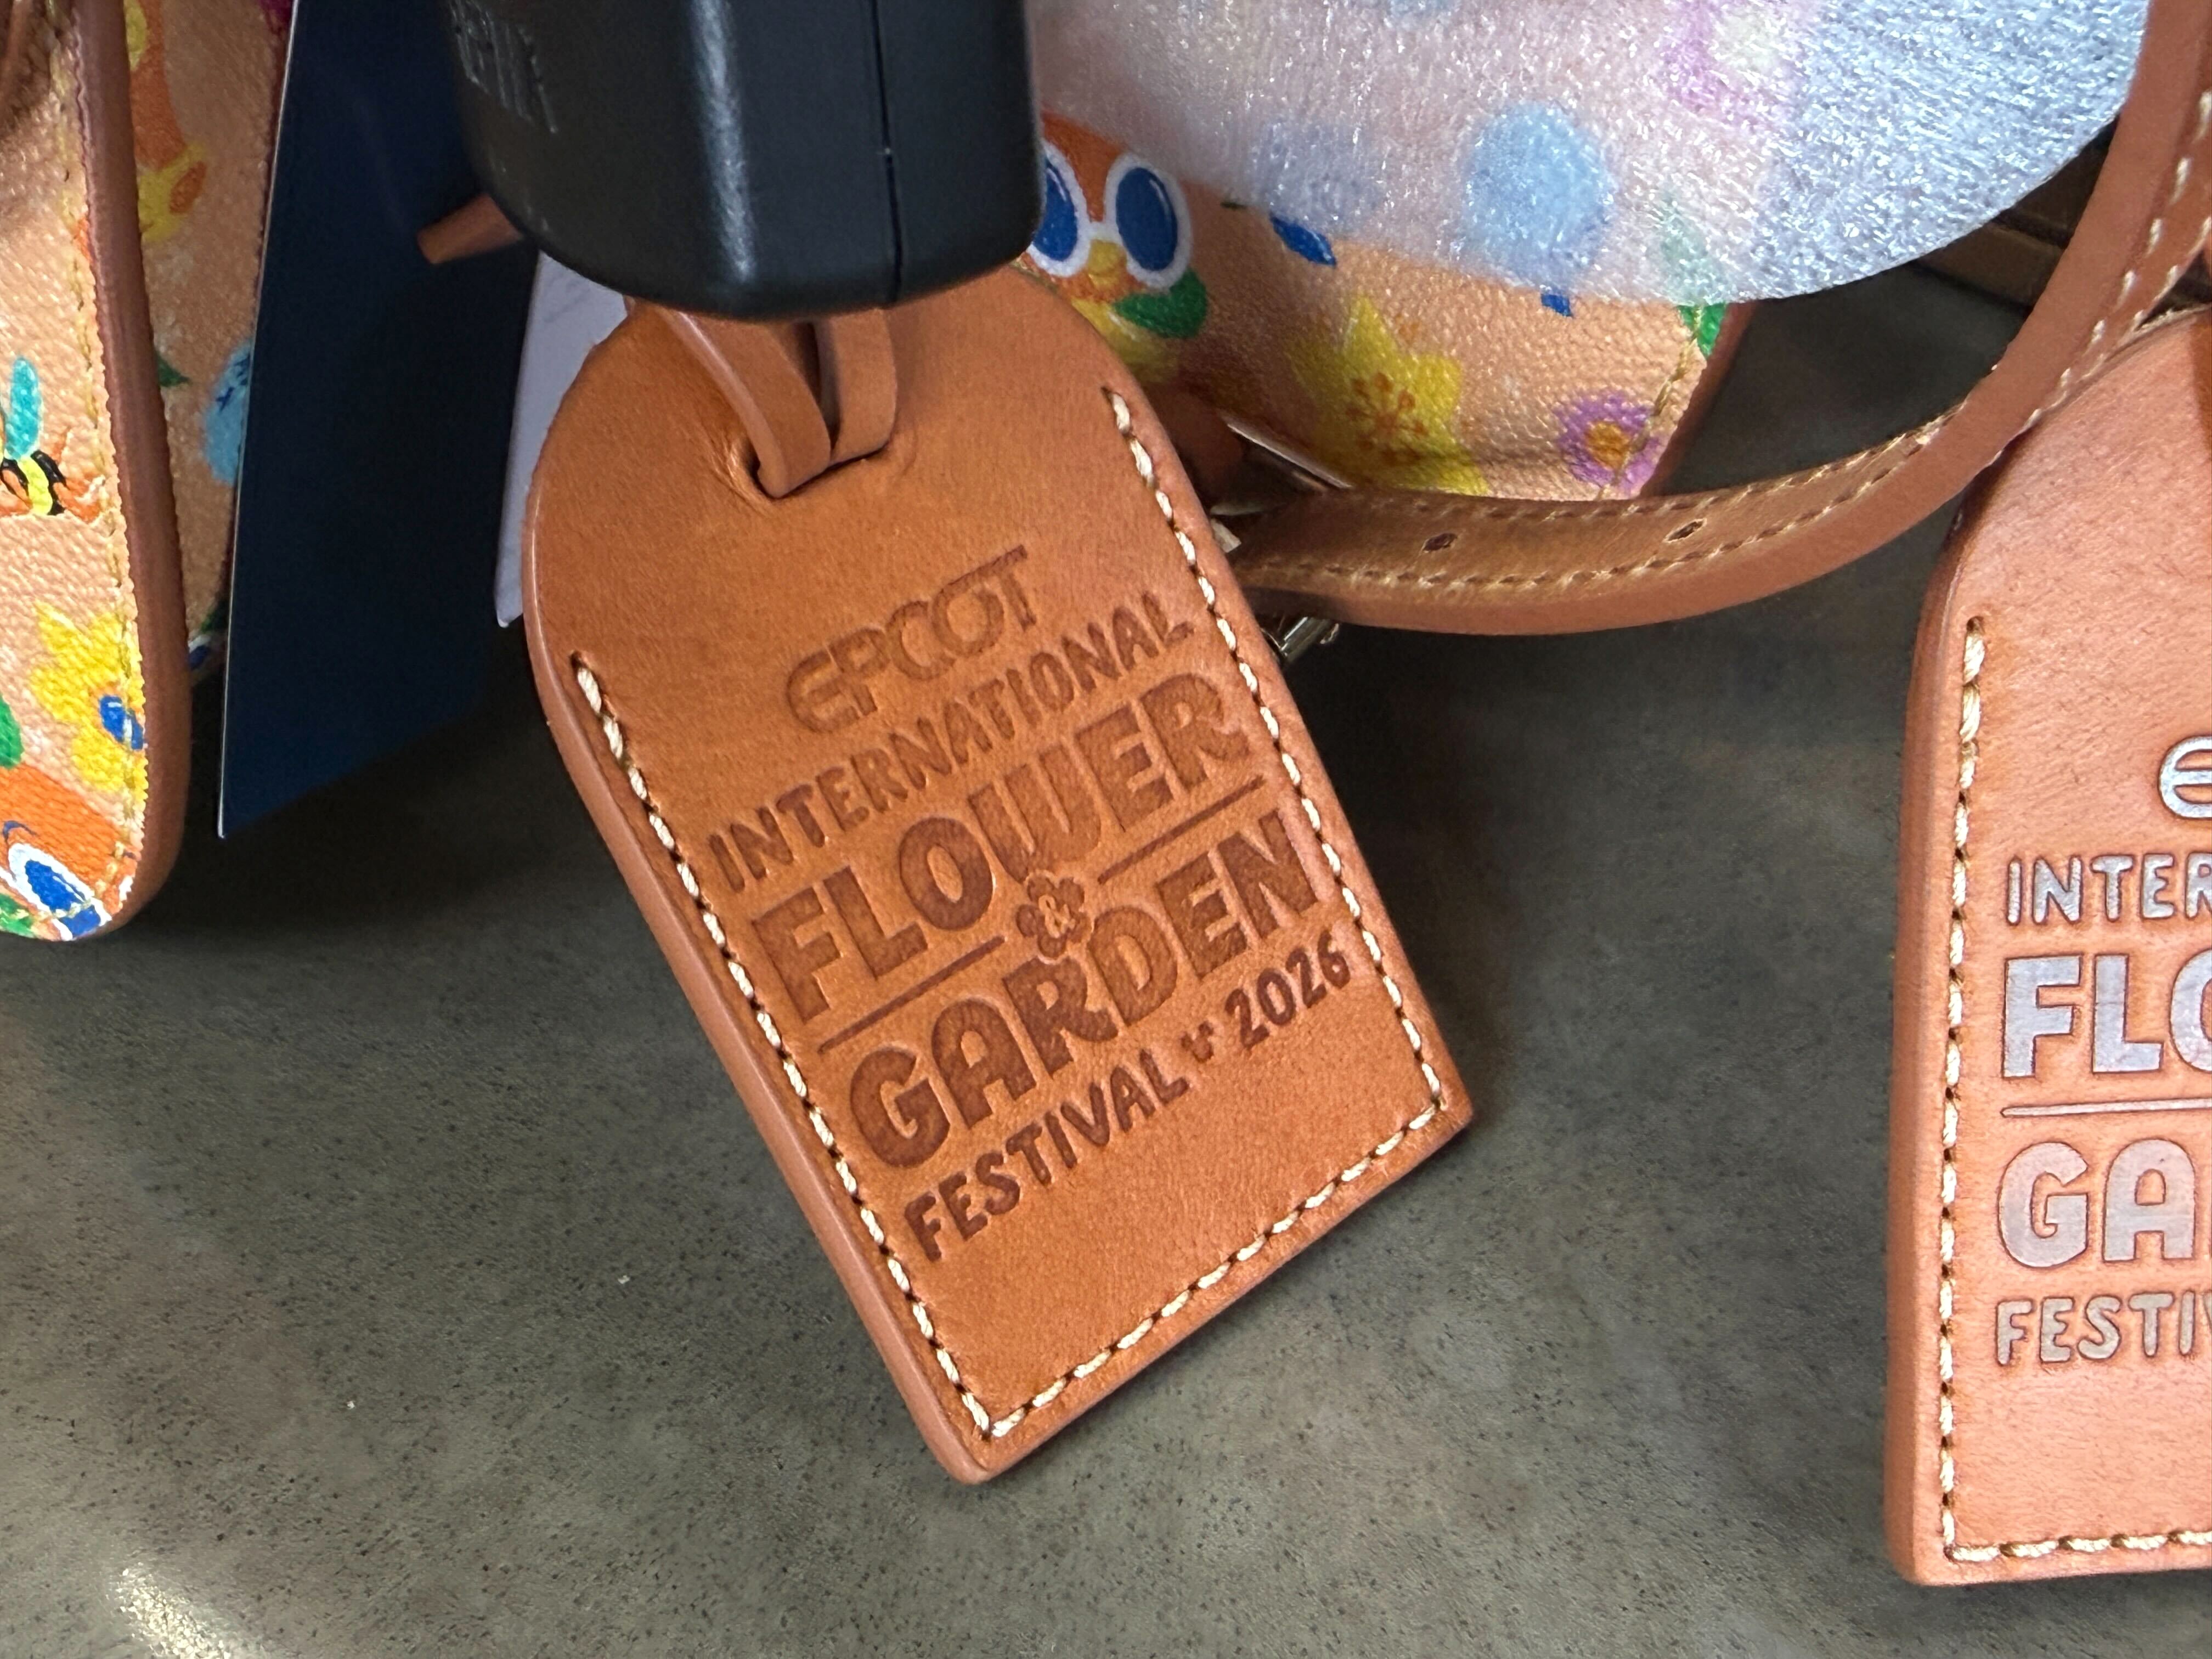 EPCOT
INTERNATIONAL
FLOWER
&
GARDEN
FESTIVAL 2026
INTER
FLO
GA
FESTIV